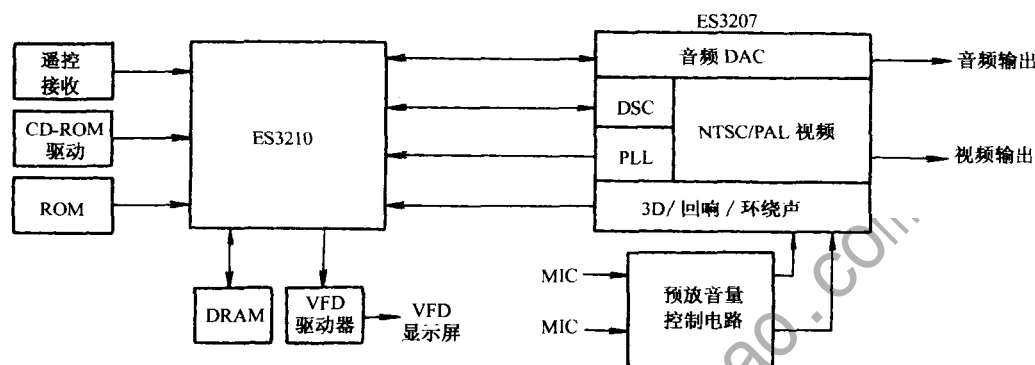 ES3207
遥控
接收
CD-ROM
驱动
ROM
ES3210
音频 DAC
DSC
PLL
NTSC/PAL 视频
3D/回响/环绕声
音频输出
视频输出
DRAM
VFD
驱动器
VFD
显示屏
MIC
MIC
预放音量
控制电路